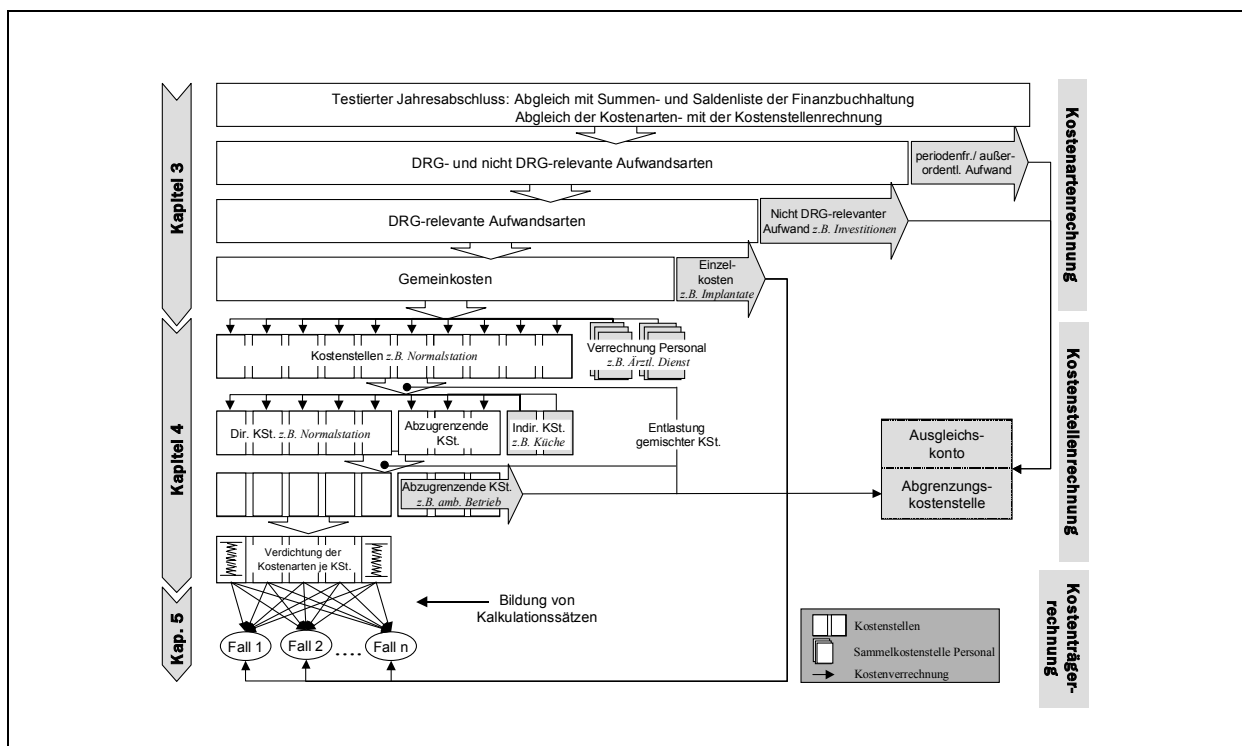 Kapitel 3
Kapitel 4
Kap. 5
Testierter Jahresabschluss: Abgleich mit Summen- und Saldenliste der Finanzbuchhaltung
Abgleich der Kostenarten- mit der Kostenstellenrechnung
DRG- und nicht DRG-relevante Aufwandsarten
periodenfr./ außer-
ordentl. Aufwand
DRG-relevante Aufwandsarten
Nicht DRG-relevanter
Aufwand z.B. Investitionen
Gemeinkosten
Einzel-
kosten
z.B. Implantate
Kostenstellen z.B. Normalstation
Verrechnung Personal
z.B. Ärztl. Dienst
Dir. KSt. z.B. Normalstation
Abzugrenzende
KSt.
Indir. KSt.
z.B. Küche
Entlastung
gemischter KSt.
Abzugrenzende KSt.
z.B. amb. Betrieb
Ausgleichs-
konto
Abgrenzungs-
kostenstelle
Verdichtung der
Kostenarten je KSt.
Bildung von
Kalkulationssätzen
Fall 1
Fall 2
....
Fall n
Kostenstellen
Sammelkostenstelle Personal
Kostenverrechnung
Kostenartenrechnung
Kostenstellenrechnung
Kostenträger-
rechnung